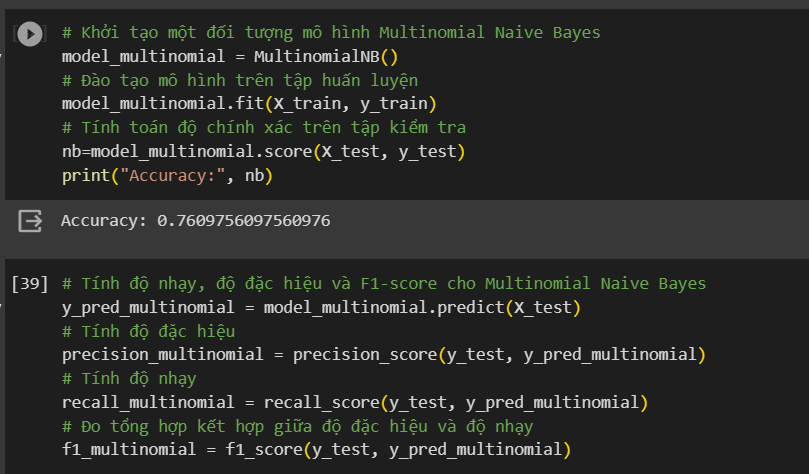 # Khởi tạo một đối tượng mô hình Multinomial Naive Bayes
model_multinomial = MultinomialNB()
# Đào tạo mô hình trên tập huấn luyện
model_multinomial.fit(X_train, y_train)
# Tính toán độ chính xác trên tập kiểm tra
nb=model_multinomial.score(X_test, y_test)
print("Accuracy:", nb)
Accuracy: 0.7609756097560976
[39] # Tính độ nhạy, độ đặc hiệu và F1-score cho Multinomial Naive Bayes
y_pred_multinomial = model_multinomial.predict(X_test)
# Tính độ đặc hiệu
precision_multinomial = precision_score(y_test, y_pred_multinomial)
# Tính độ nhạy
recall_multinomial = recall_score(y_test, y_pred_multinomial)
# Đo tổng hợp kết hợp giữa độ đặc hiệu và độ nhạy
f1_multinomial = f1_score(y_test, y_pred_multinomial)